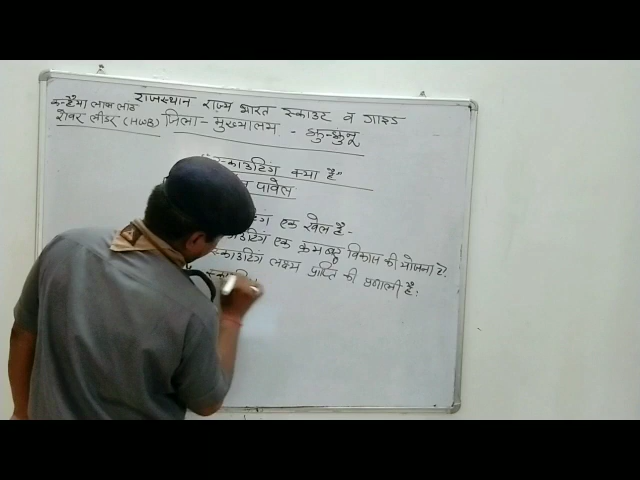 राजस्थान राज्य भारत स्काउट व गाइड
कन्हैया लाल
रोवर लीडर (HWB) जिला - मुख्यालय - झुन्झुनू
"स्काउटिंग क्या है"
पावेल
एक खेल है:-
स्काउटिंग एक क्रमबद्ध विकास की योजना है.
स्काउटिंग लक्ष्य प्राप्ति की प्रणाली है: